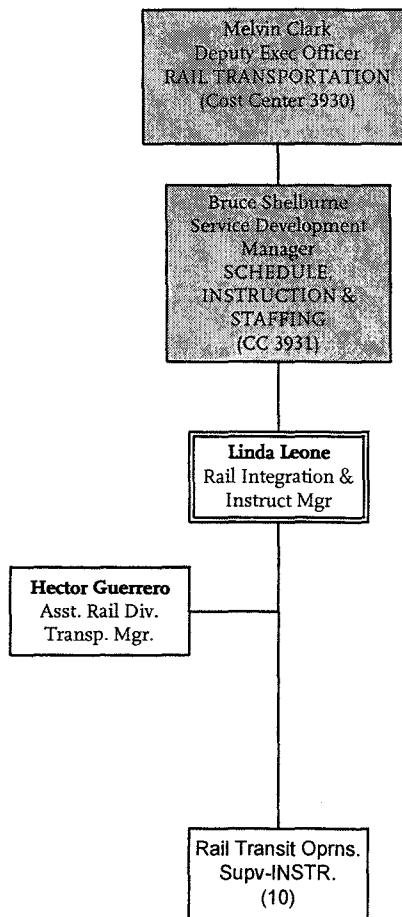 Melvin Clark
Deputy Exec Officer
RAIL TRANSPORTATION
(Cost Center 3930)
Bruce Shelburne
Service Development
Manager
SCHEDULE,
INSTRUCTION &
STAFFING
(CC 3931)
Linda Leone
Rail Integration &
Instruct Mgr
Hector Guerrero
Asst. Rail Div.
Transp. Mgr.
Rail Transit Oprns.
Supv-INSTR.
(10)